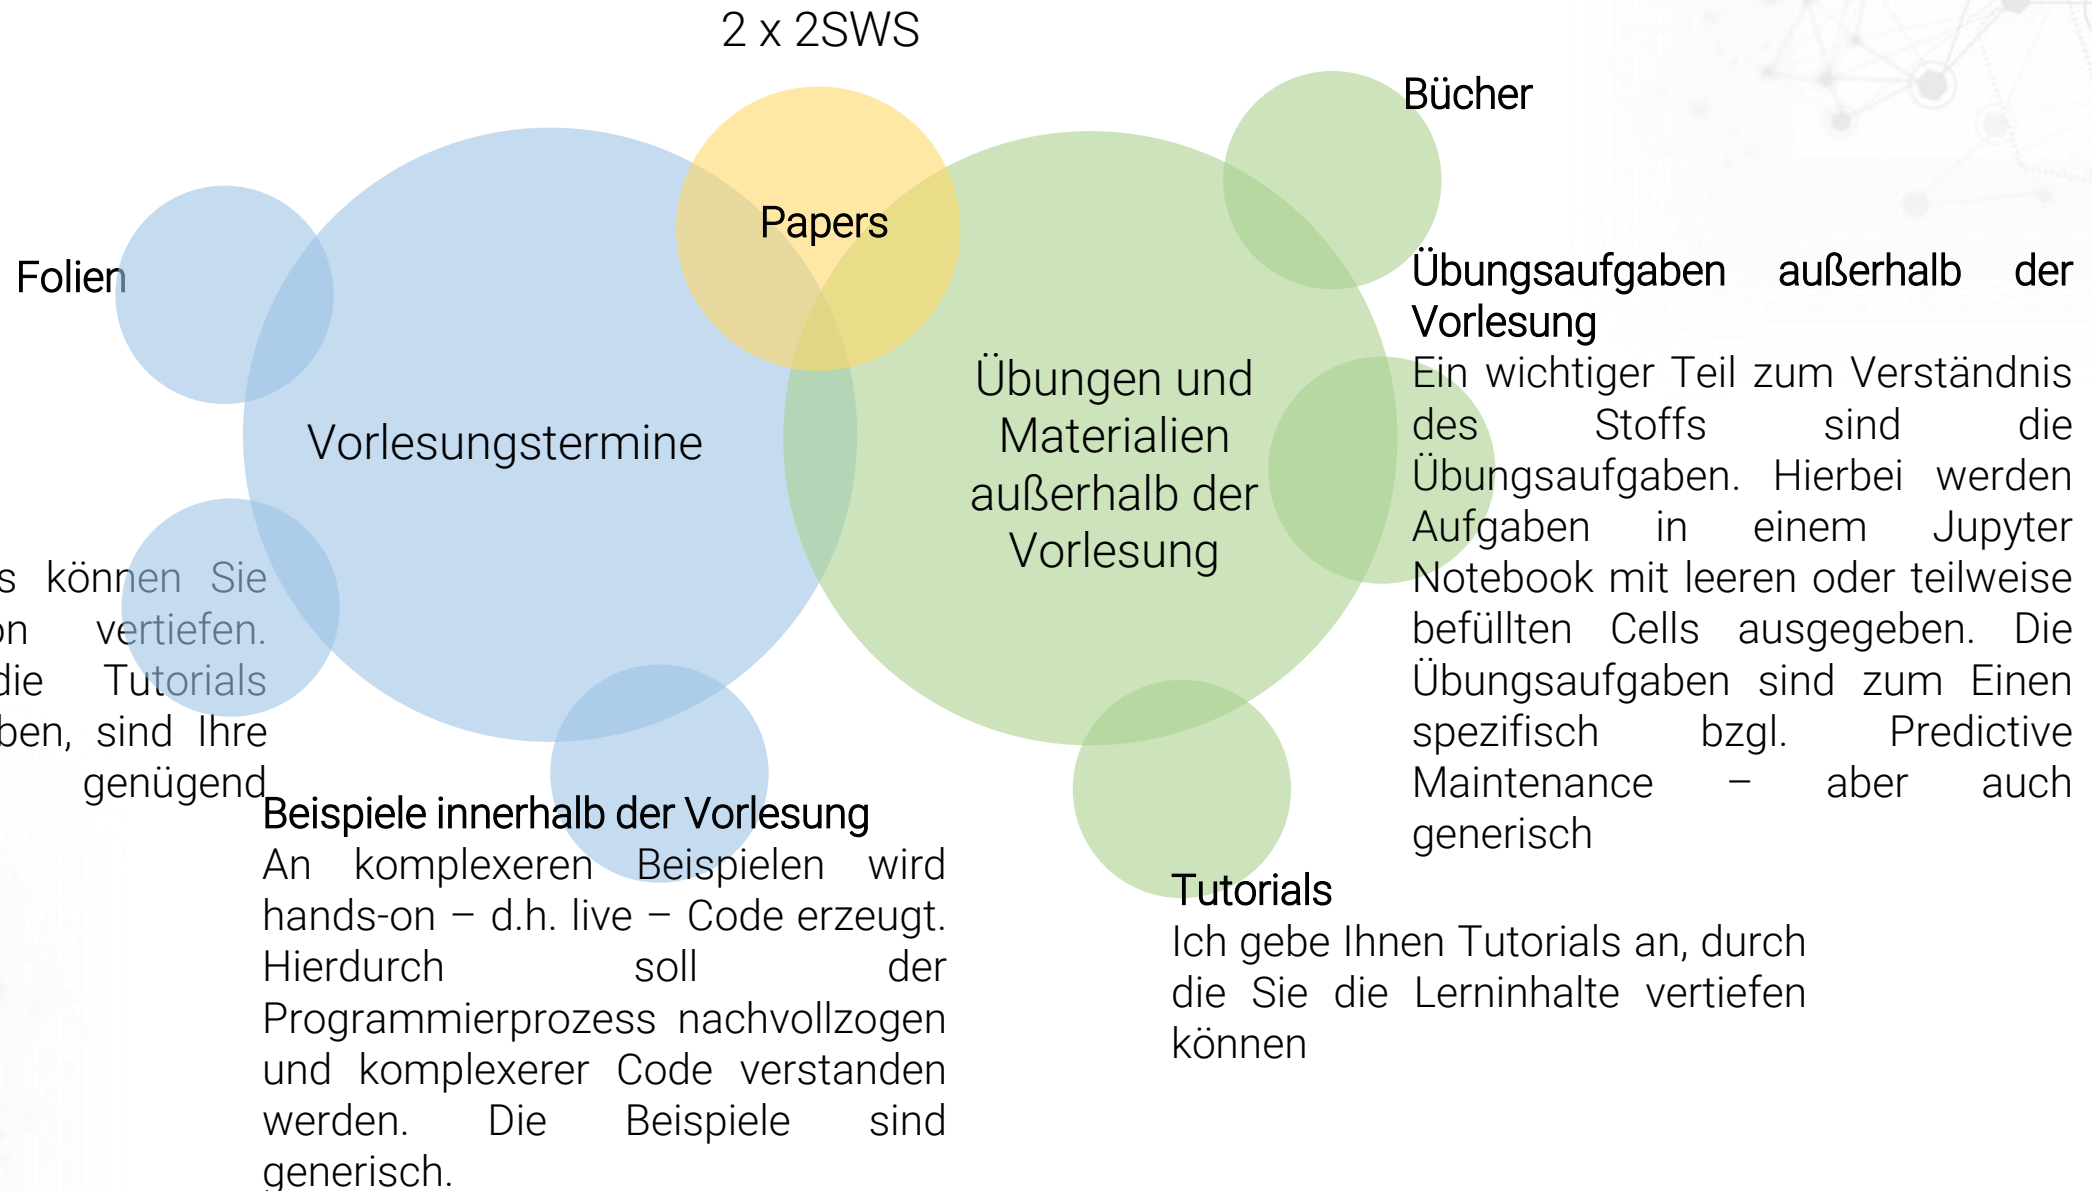 2 x 2SWS
Bücher
Papers
Folien
Vorlesungstermine
Übungen und
Materialien
außerhalb der
Vorlesung
Übungsaufgaben außerhalb der
Vorlesung
Ein wichtiger Teil zum Verständnis
des Stoffs sind die
Übungsaufgaben. Hierbei werden
Aufgaben in einem Jupyter
Notebook mit leeren oder teilweise
befüllten Cells ausgegeben. Die
Übungsaufgaben sind zum Einen
spezifisch bzgl. Predictive
Maintenance – aber auch
generisch
können Sie
vertiefen.
Tutorials
sind Ihre
genügend
Beispiele innerhalb der Vorlesung
An komplexeren Beispielen wird
hands-on – d.h. live – Code erzeugt.
Hierdurch soll der
Programmierprozess nachvollzogen
und komplexerer Code verstanden
werden. Die Beispiele sind
generisch.
Tutorials
Ich gebe Ihnen Tutorials an, durch
die Sie die Lerninhalte vertiefen
können